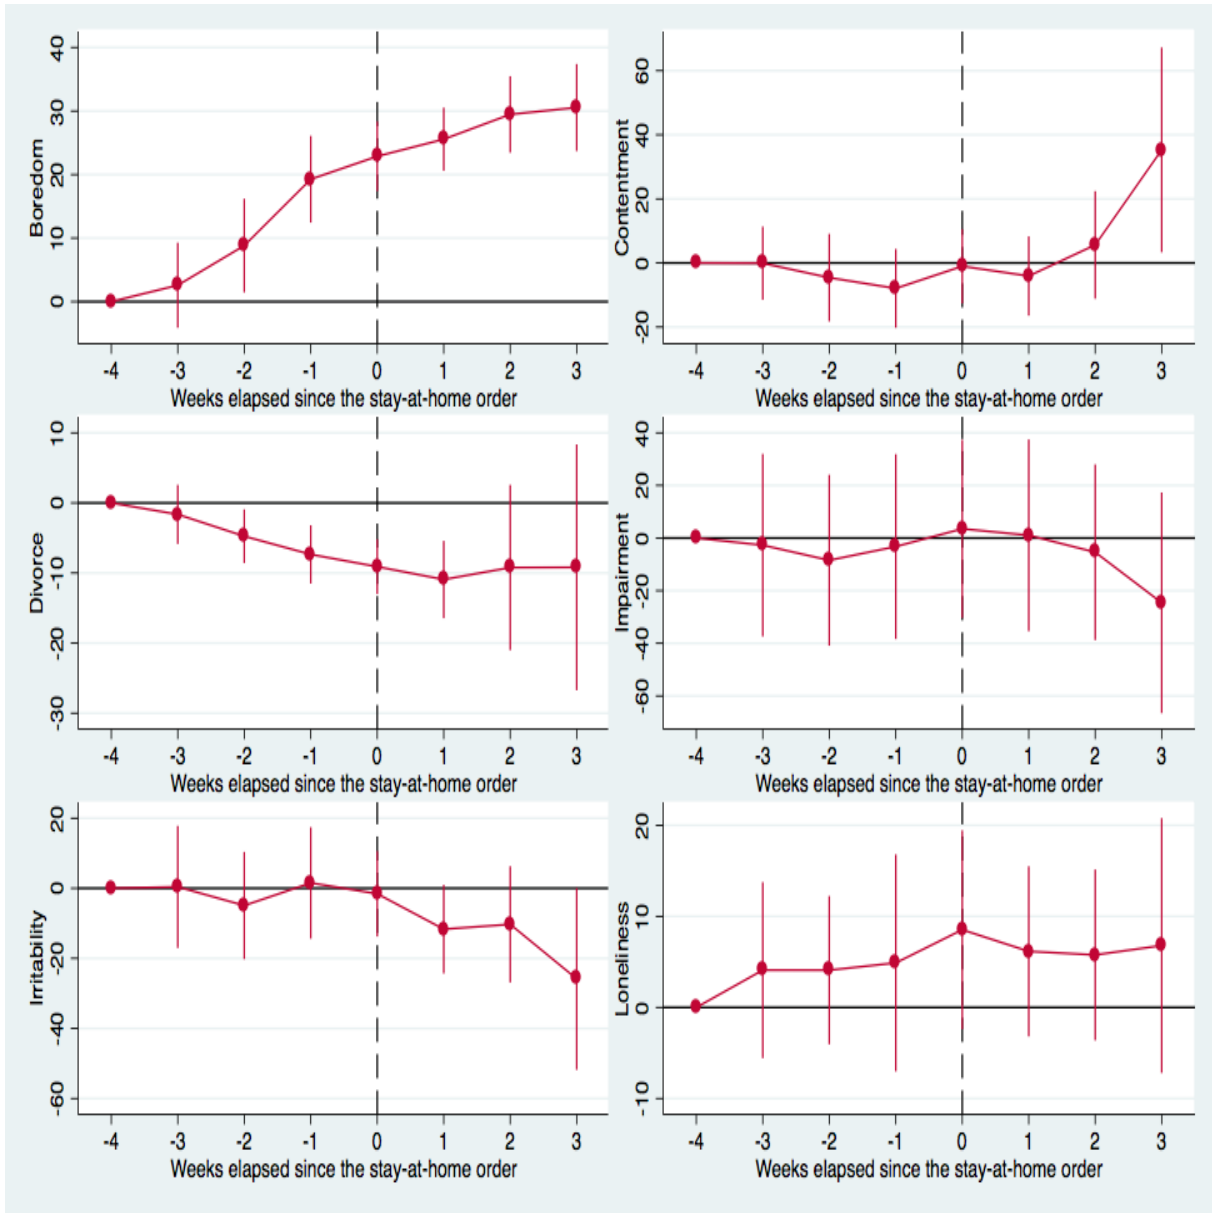 Boredom
40
30
20
10
0
-4 -3 -2 -1 0 1 2 3
Weeks elapsed since the stay-at-home order
Contentment
60
40
20
0
-20
-4 -3 -2 -1 0 1 2 3
Weeks elapsed since the stay-at-home order
Divorce
10
0
-10
-20
-30
-4 -3 -2 -1 0 1 2 3
Weeks elapsed since the stay-at-home order
Impairment
40
20
0
-20
-40
-60
-4 -3 -2 -1 0 1 2 3
Weeks elapsed since the stay-at-home order
Irritability
20
0
-20
-40
-60
-4 -3 -2 -1 0 1 2 3
Weeks elapsed since the stay-at-home order
Loneliness
20
10
0
-10
-4 -3 -2 -1 0 1 2 3
Weeks elapsed since the stay-at-home order